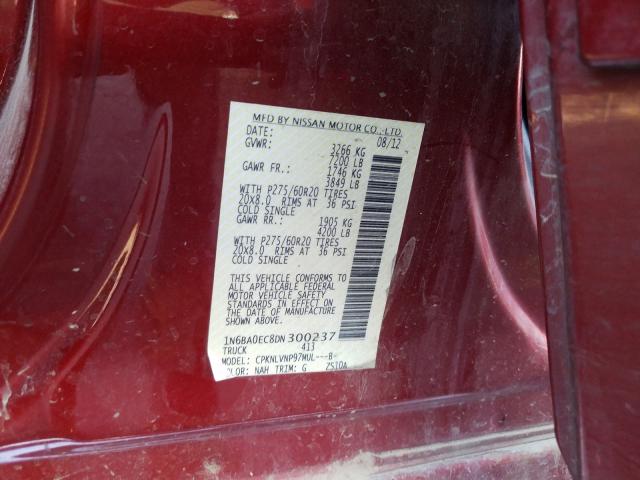 MFD BY NISSAN MOTOR CO.,LTD.
DATE: 08/12
GVWR: 3266 KG
7200 LB
GAWR FR.: 1746 KG
3849 LB
WITH P275/60R20 TIRES
20X8.0 RIMS AT 36 PSI
COLD SINGLE
GAWR RR.: 1905 KG
4200 LB
WITH P275/60R20 TIRES
20X8.0 RIMS AT 36 PSI
COLD SINGLE
THIS VEHICLE CONFORMS TO
ALL APPLICABLE FEDERAL
MOTOR VEHICLE SAFETY
STANDARDS IN EFFECT ON
THE DATE OF MANUFACTURE
SHOWN ABOVE.
1N6BA0EC8DN300237
TRUCK 413
MODEL: CPKNLVNP97MUL---B-
OLOR: NAH TRIM: G